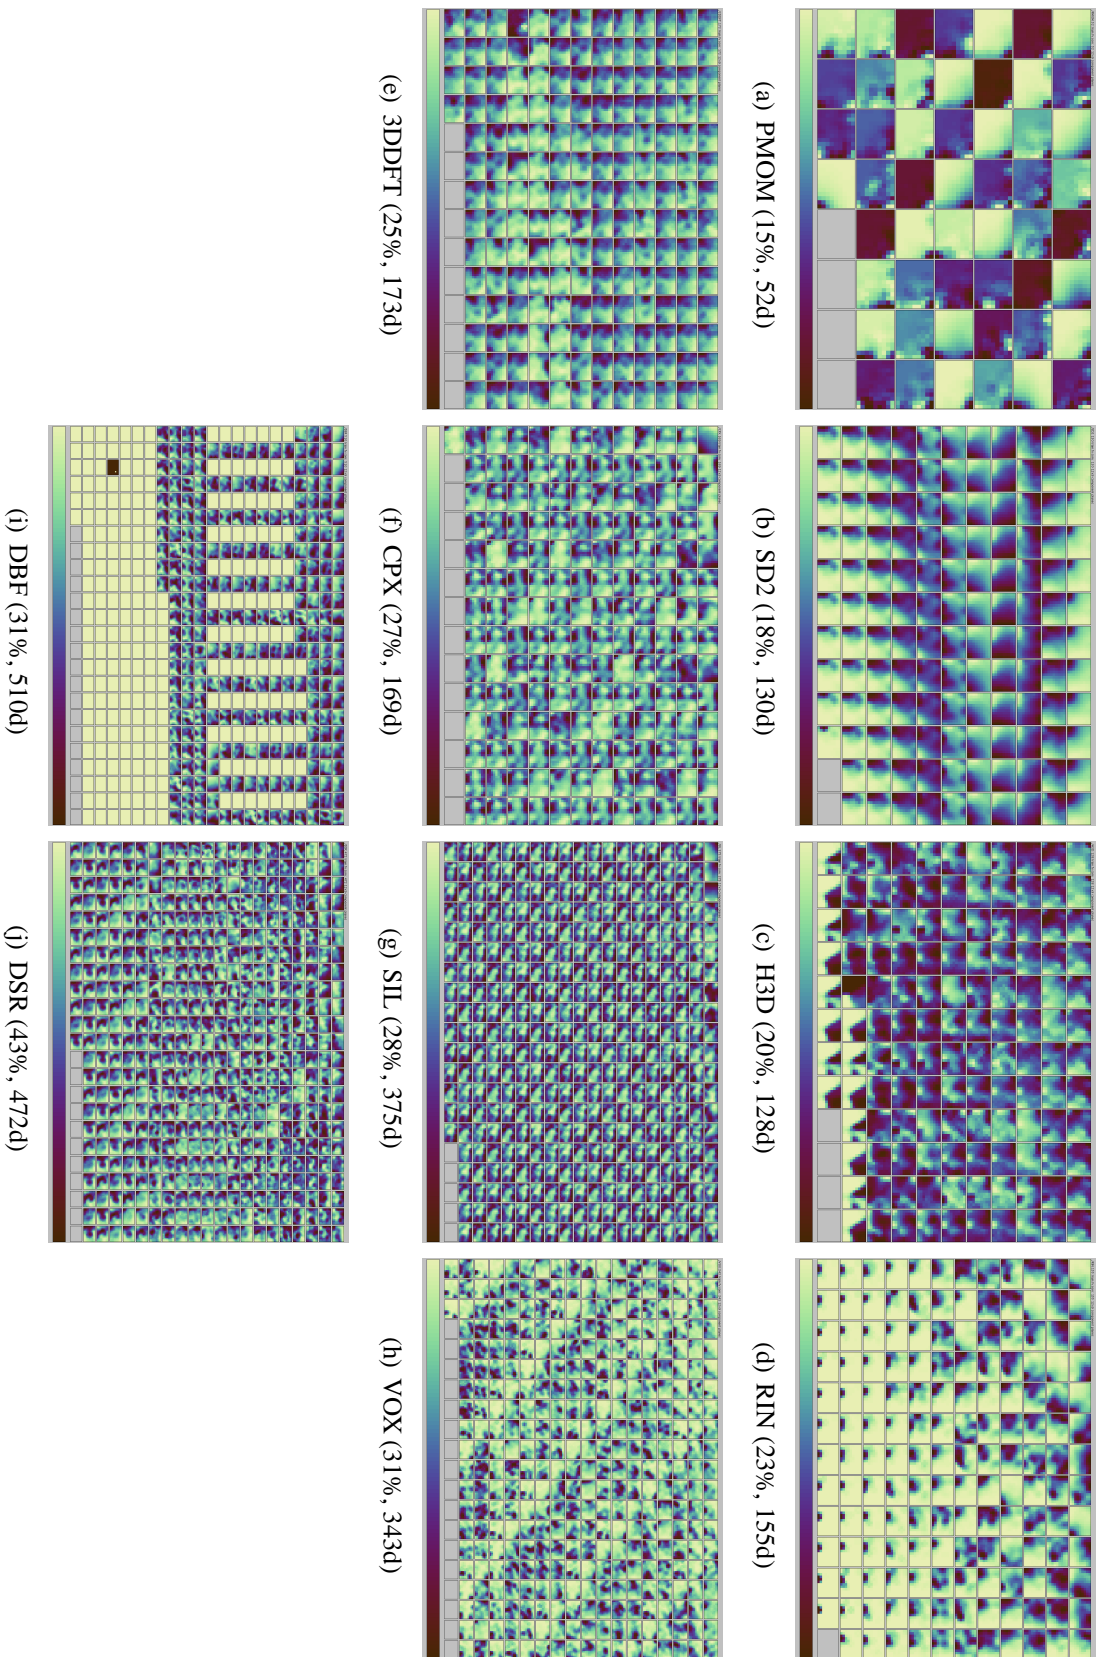 (a) PMOM (15%, 52d)
(b) SD2 (18%, 130d)
(c) H3D (20%, 128d)
(d) RIN (23%, 155d)
(e) 3DDFT (25%, 173d)
(f) CPX (27%, 169d)
(g) SIL (28%, 375d)
(h) VOX (31%, 343d)
(i) DBF (31%, 510d)
(j) DSR (43%, 472d)